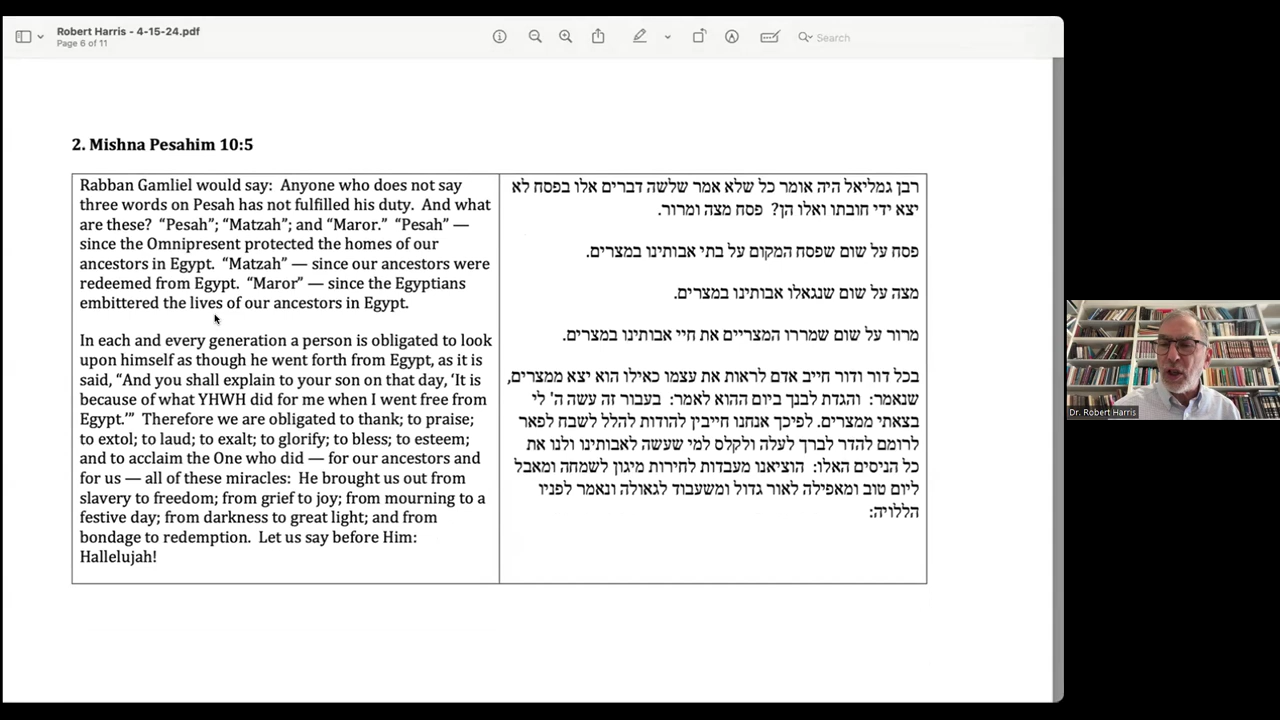 Robert Harris - 4-15-24.pdf
Page 6 of 11
Search
2. Mishna Pesahim 10:5
Rabban Gamliel would say:  Anyone who does not say
three words on Pesah has not fulfilled his duty.  And what
are these?  “Pesah”; “Matzah”; and “Maror.”  “Pesah” —
since the Omnipresent protected the homes of our
ancestors in Egypt.  “Matzah” — since our ancestors were
redeemed from Egypt.  “Maror” — since the Egyptians
embittered the lives of our ancestors in Egypt.
In each and every generation a person is obligated to look
upon himself as though he went forth from Egypt, as it is
said, “And you shall explain to your son on that day, ‘It is
because of what YHWH did for me when I went free from
Egypt.’”  Therefore we are obligated to thank; to praise;
to extol; to laud; to exalt; to glorify; to bless; to esteem;
and to acclaim the One who did — for our ancestors and
for us — all of these miracles:  He brought us out from
slavery to freedom; from grief to joy; from mourning to a
festive day; from darkness to great light; and from
bondage to redemption.  Let us say before Him:
Hallelujah!
רבן גמליאל היה אומר כל שלא אמר שלשה דברים אלו בפסח לא
יצא ידי חובתו ואלו הן?  פסח מצה ומרור.
פסח על שום שפסח המקום על בתי אבותינו במצרים.
מצה על שום שנגאלו אבותינו במצרים.
מרור על שום שמררו המצריים את חיי אבותינו במצרים.
בכל דור ודור חייב אדם לראות את עצמו כאילו הוא יצא ממצרים,
שנאמר:  והגדת לבנך ביום ההוא לאמר:  בעבור זה עשה ה' לי
בצאתי ממצרים. לפיכך אנחנו חייבין להודות להלל לשבח לפאר
לרומם להדר לברך לעלה ולקלס למי שעשה לאבותינו ולנו את
כל הניסים האלו:  הוציאנו מעבדות לחירות מיגון לשמחה ומאבל
ליום טוב ומאפילה לאור גדול ומשעבוד לגאולה ונאמר לפניו
הללויה:
Dr. Robert Harris